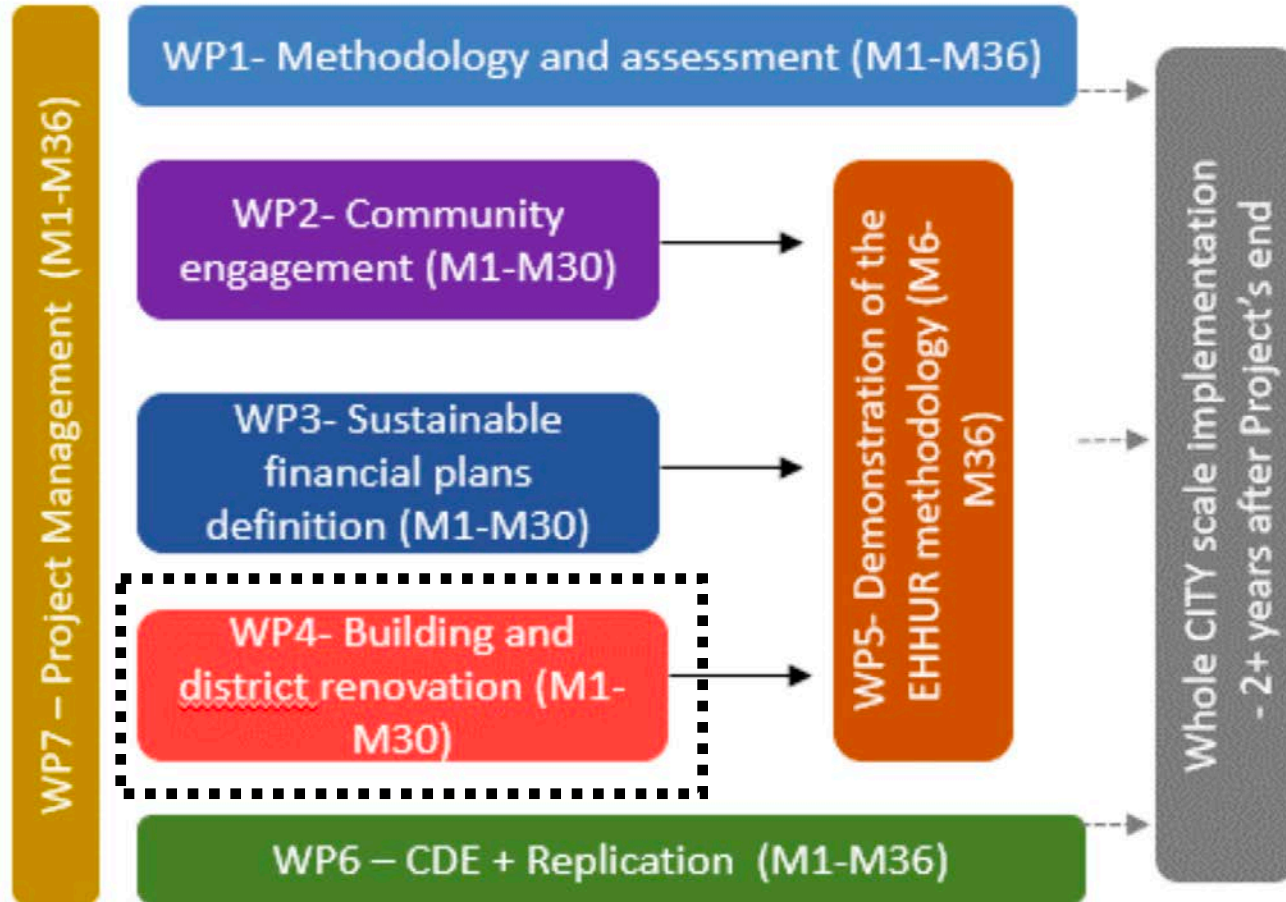 WP7 – Project Management (M1-M36)
WP1- Methodology and assessment (M1-M36)
WP2- Community
engagement (M1-M30)
WP3- Sustainable
financial plans
definition (M1-M30)
WP4- Building and
district renovation (M1-
M30)
WP5- Demonstration of the
EHHUR methodology (M6-
M36)
WP6 – CDE + Replication (M1-M36)
Whole CITY scale implementation
- 2+ years after Project's end